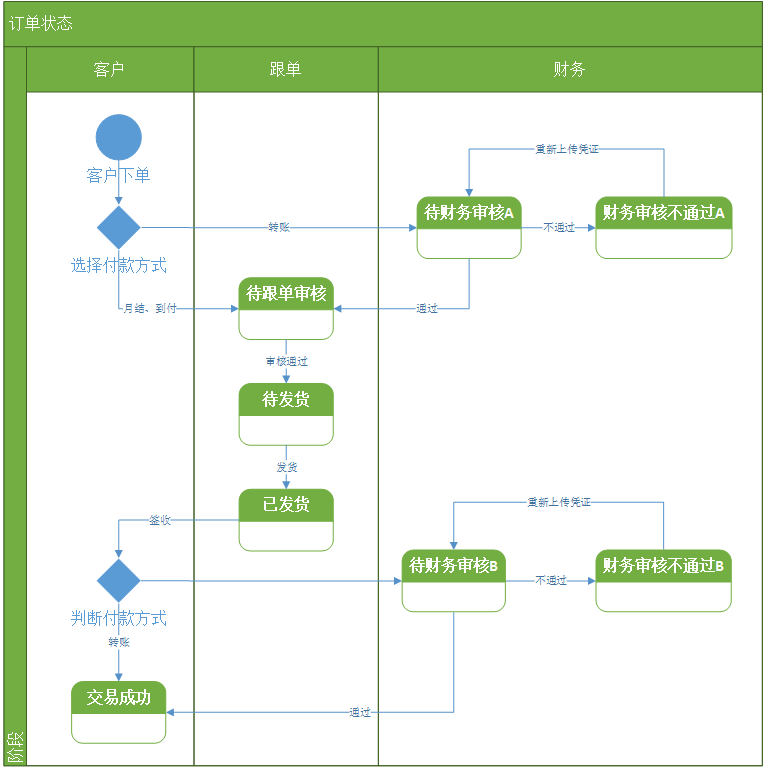 订单状态
客户
跟单
财务
重新上传凭证
客户下单
待财务审核A
财务审核不通过A
转账
不通过
选择付款方式
待跟单审核
月结、到付
通过
审核通过
待发货
发货
已发货
重新上传凭证
签收
待财务审核B
财务审核不通过B
不通过
判断付款方式
转账
交易成功
通过
阶段